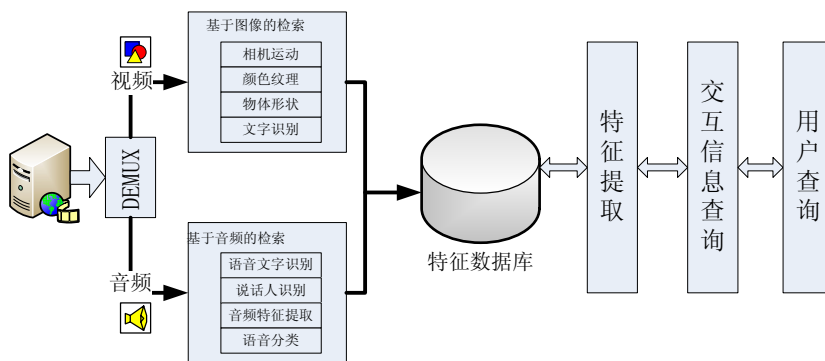 基于图像的检索
相机运动
颜色纹理
物体形状
文字识别
视频
DEMUX
音频
基于音频的检索
语音文字识别
说话人识别
音频特征提取
语音分类
特征数据库
特征提取
交互信息查询
用户查询